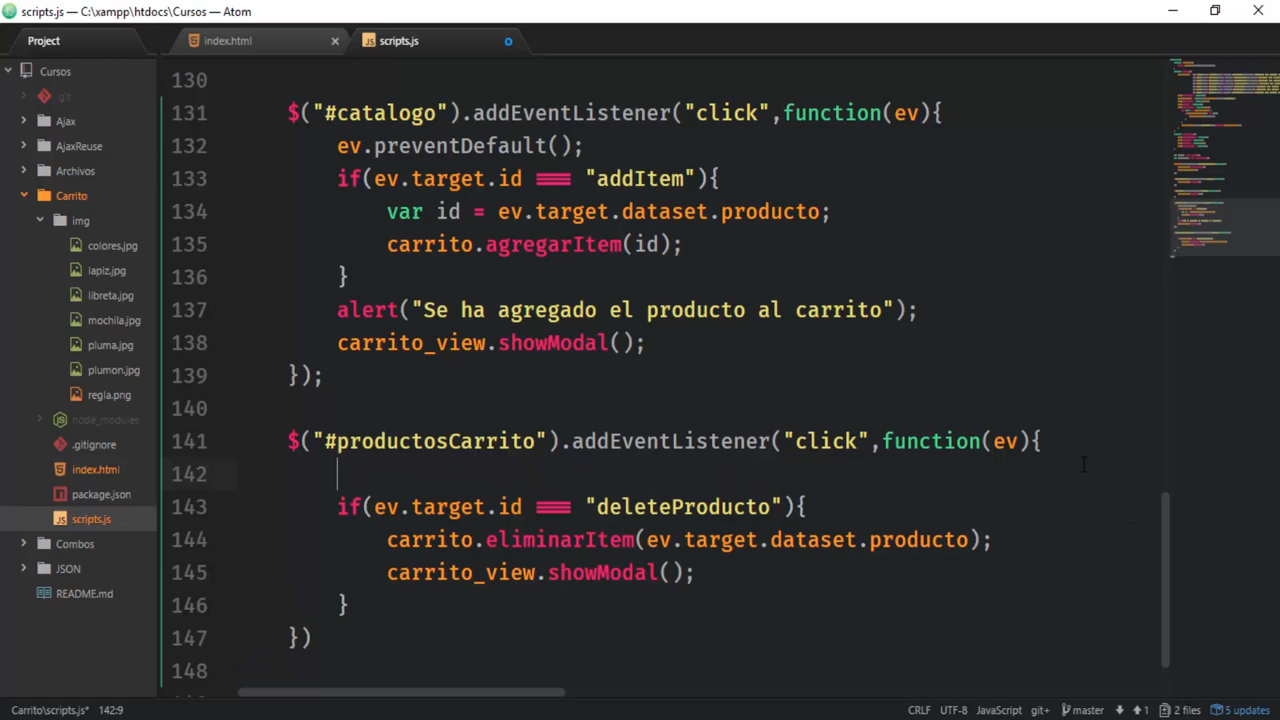 scripts.js — C:\xampp\htdocs\Cursos — Atom
Project
index.html
scripts.js
Cursos
.git
Ajax
AjaxReuse
Archivos
Carrito
img
colores.jpg
lapiz.jpg
libreta.jpg
mochila.jpg
pluma.jpg
plumon.jpg
regla.png
node_modules
.gitignore
index.html
package.json
scripts.js
Combos
JSON
README.md
130
131 $("#catalogo").addEventListener("click",function(ev){
132 ev.preventDefault();
133 if(ev.target.id === "addItem"){
134 var id = ev.target.dataset.producto;
135 carrito.agregarItem(id);
136 }
137 alert("Se ha agregado el producto al carrito");
138 carrito_view.showModal();
139 });
140
141 $("#productosCarrito").addEventListener("click",function(ev){
142
143 if(ev.target.id === "deleteProducto"){
144 carrito.eliminarItem(ev.target.dataset.producto);
145 carrito_view.showModal();
146 }
147 })
148
Carrito\scripts.js* 142:9 CRLF UTF-8 JavaScript git+ master 1 2 files 5 updates